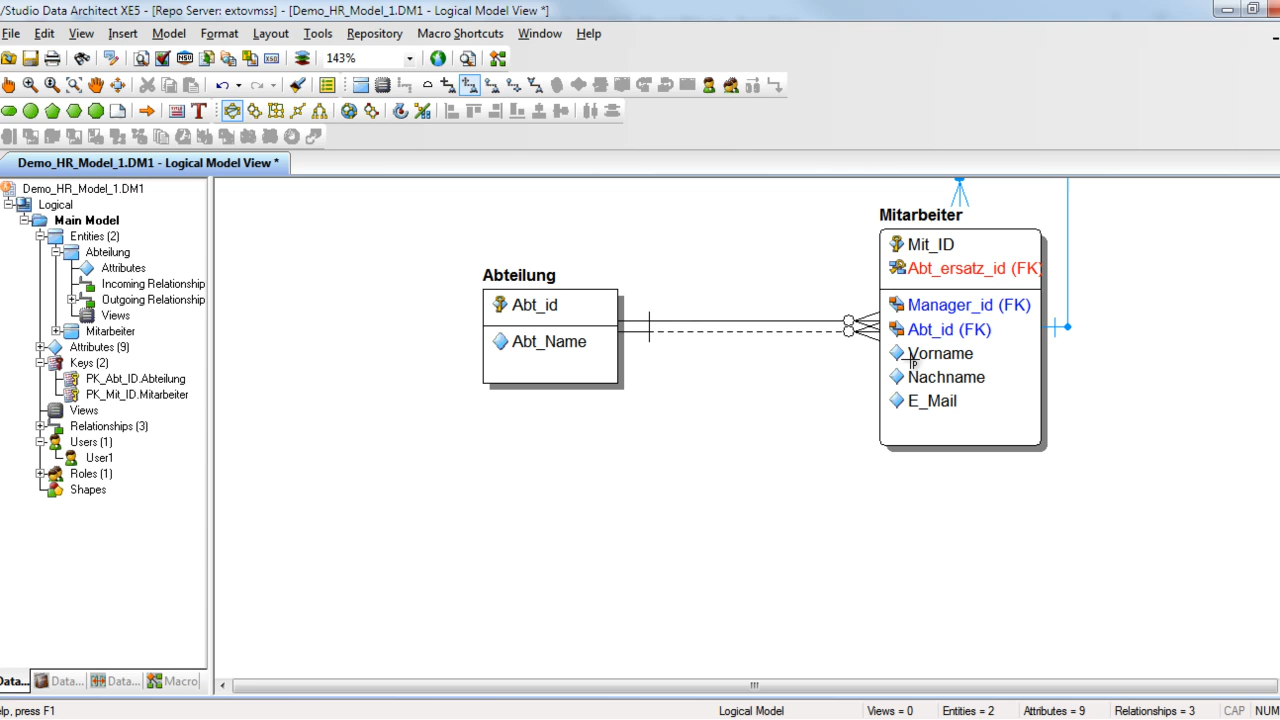 /Studio Data Architect XE5 - [Repo Server: extovmss] - [Demo_HR_Model_1.DM1 - Logical Model View *]
File Edit View Insert Model Format Layout Tools Repository Macro Shortcuts Window Help
143%
Demo_HR_Model_1.DM1 - Logical Model View *
Demo_HR_Model_1.DM1
Logical
Main Model
Entities (2)
Abteilung
Attributes
Incoming Relationship
Outgoing Relationship
Views
Mitarbeiter
Attributes (9)
Keys (2)
PK_Abt_ID.Abteilung
PK_Mit_ID.Mitarbeiter
Views
Relationships (3)
Users (1)
User1
Roles (1)
Shapes
Data... Data... Data... Macro
Abteilung
Abt_id
Abt_Name
Mitarbeiter
Mit_ID
Abt_ersatz_id (FK)
Manager_id (FK)
Abt_id (FK)
Vorname
Nachname
E_Mail
elp, press F1 Logical Model Views = 0 Entities = 2 Attributes = 9 Relationships = 3 CAP NUM